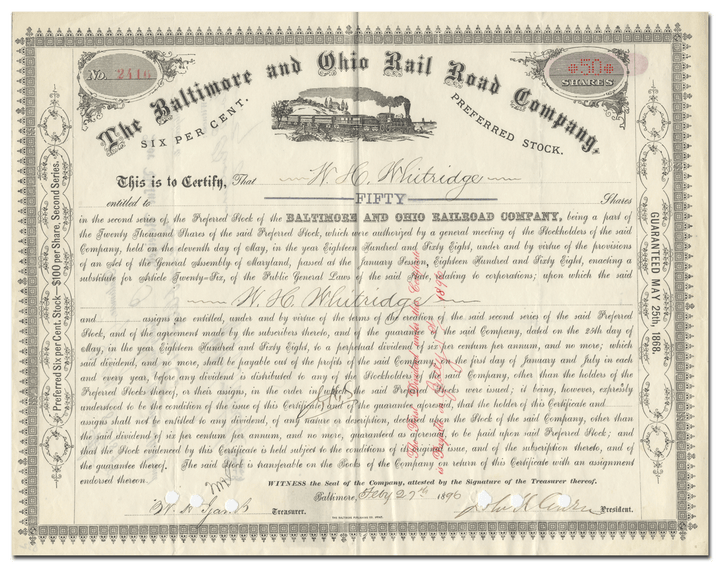 No. 2416
*50*
SHARES
The Baltimore and Ohio Rail Road Company.
SIX PER CENT.
PREFERRED STOCK.
This is to Certify, That W. H. Whitridge
entitled to FIFTY Shares
in the second series of, the Preferred Stock of the BALTIMORE AND OHIO RAILROAD COMPANY, being a part of
the Twenty Thousand Shares of the said Preferred Stock, which were authorized by a general meeting of the Stockholders of the said
Company, held on the eleventh day of May, in the year Eighteen Hundred and Sixty Eight, under and by virtue of the provisions
of an Act of the General Assembly of Maryland, passed at the January Session, Eighteen Hundred and Sixty Eight, enacting a
substitute for Article Twenty-Six, of the Public General Laws of the said State, relating to corporations; upon which the said
W. H. Whitridge
and assigns are entitled, under and by virtue of the terms of the creation of the said second series of the said Preferred
Stock, and of the agreement made by the subscribers thereto, and of the guarantee of the said Company, dated on the 25th day of
May, in the year Eighteen Hundred and Sixty Eight, to a perpetual dividend of six per centum per annum, and no more; which
said dividend, and no more, shall be payable out of the profits of the said Company, on the first day of January and July in each
and every year, before any dividend is distributed to any of the Stockholders of the said Company, other than the holders of the
Preferred Stock thereof, or their assigns, in the order in which the said Preferred Stocks were issued; it being, however, expressly
understood to be the condition of the issue of this Certificate, and of the guarantee aforesaid, that the holder of this Certificate and
assigns shall not be entitled to any dividend, of any nature or description, declared upon the Stock of the said Company, other than
the said dividend of six per centum per annum, and no more, guaranteed as aforesaid, to be paid upon said Preferred Stock; and
that the Stock evidenced by this Certificate is held subject to the conditions of its original issue, and of the subscription thereto, and of
the guarantee thereof. The said Stock is transferable on the Books of the Company on return of this Certificate with an assignment
endorsed thereon.
WITNESS the Seal of the Company, attested by the Signature of the Treasurer thereof.
Baltimore, Feby 27th 1896
Treasurer.
President.
Preferred Six per Cent. Stock—$100 per Share, Second Series.
GUARANTEED MAY 25th, 1868.
The First Dividend under this Certificate
is Payable on July 1st 1896